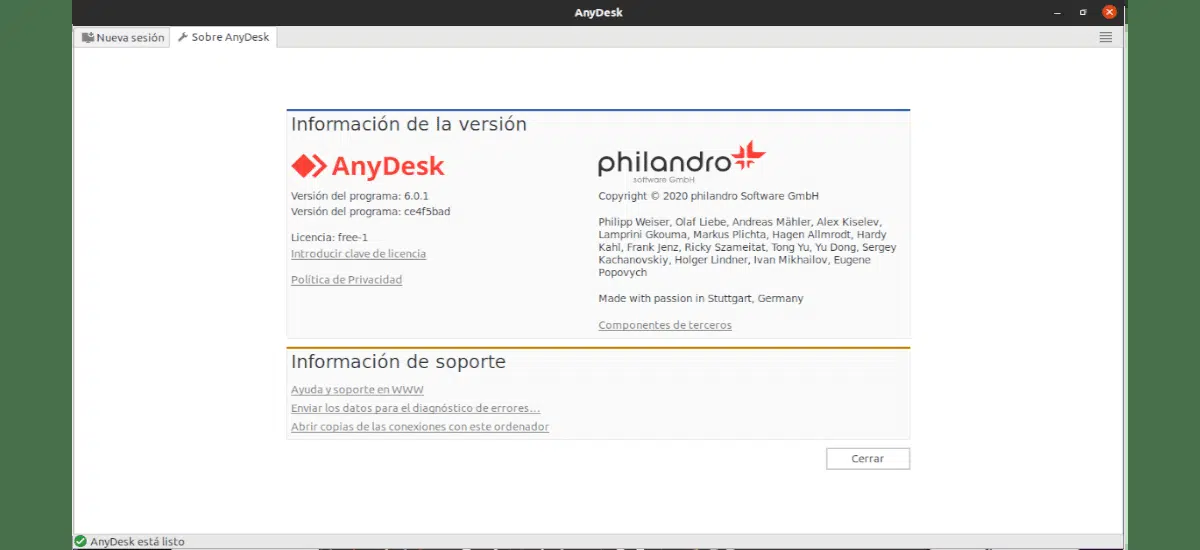 AnyDesk
Nueva sesión
Sobre AnyDesk
Información de la versión
AnyDesk
Versión del programa: 6.0.1
Versión del programa: ce4f5bad
Licencia: free-1
Introducir clave de licencia
Política de Privacidad
philandro
software GmbH
Copyright © 2020 philandro Software GmbH
Philipp Weiser, Olaf Liebe, Andreas Mähler, Alex Kiselev,
Lamprini Gkouma, Markus Plichta, Hagen Allmrodt, Hardy
Kahl, Frank Jenz, Ricky Szameitat, Tong Yu, Yu Dong, Sergey
Kachanovskiy, Holger Lindner, Ivan Mikhailov, Eugene
Popovych
Made with passion in Stuttgart, Germany
Componentes de terceros
Información de soporte
Ayuda y soporte en WWW
Enviar los datos para el diagnóstico de errores...
Abrir copias de las conexiones con este ordenador
Cerrar
AnyDesk está listo